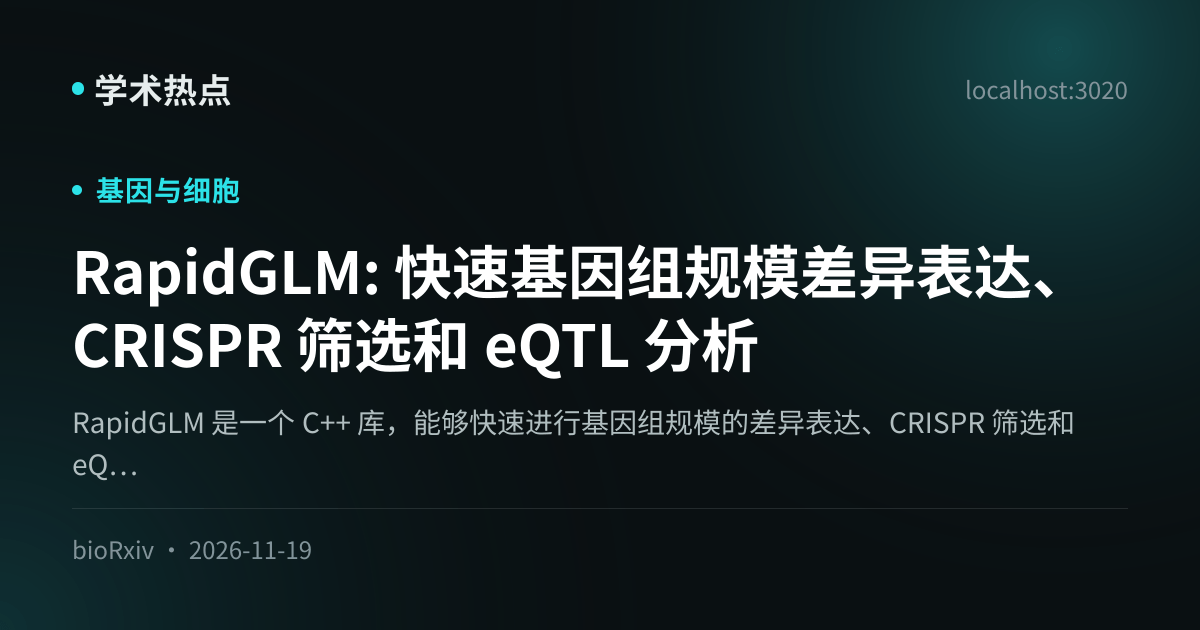 学术热点
localhost:3020
基因与细胞
RapidGLM: 快速基因组规模差异表达、
CRISPR 筛选和 eQTL 分析
RapidGLM 是一个 C++ 库，能够快速进行基因组规模的差异表达、CRISPR 筛选和
eQ…
bioRxiv • 2026-11-19